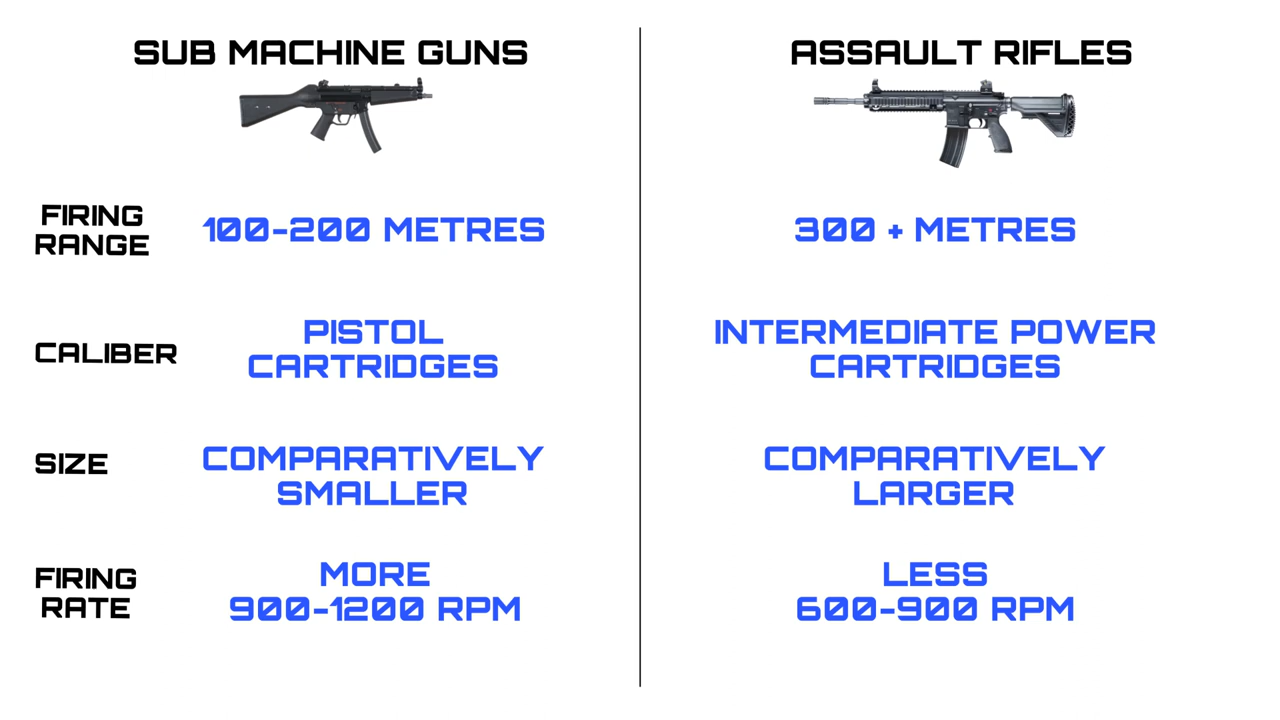 SUB MACHINE GUNS
ASSAULT RIFLES
FIRING
RANGE
100-200 METRES
300 + METRES
CALIBER
PISTOL
CARTRIDGES
INTERMEDIATE POWER
CARTRIDGES
SIZE
COMPARATIVELY
SMALLER
COMPARATIVELY
LARGER
FIRING
RATE
MORE
900-1200 RPM
LESS
600-900 RPM